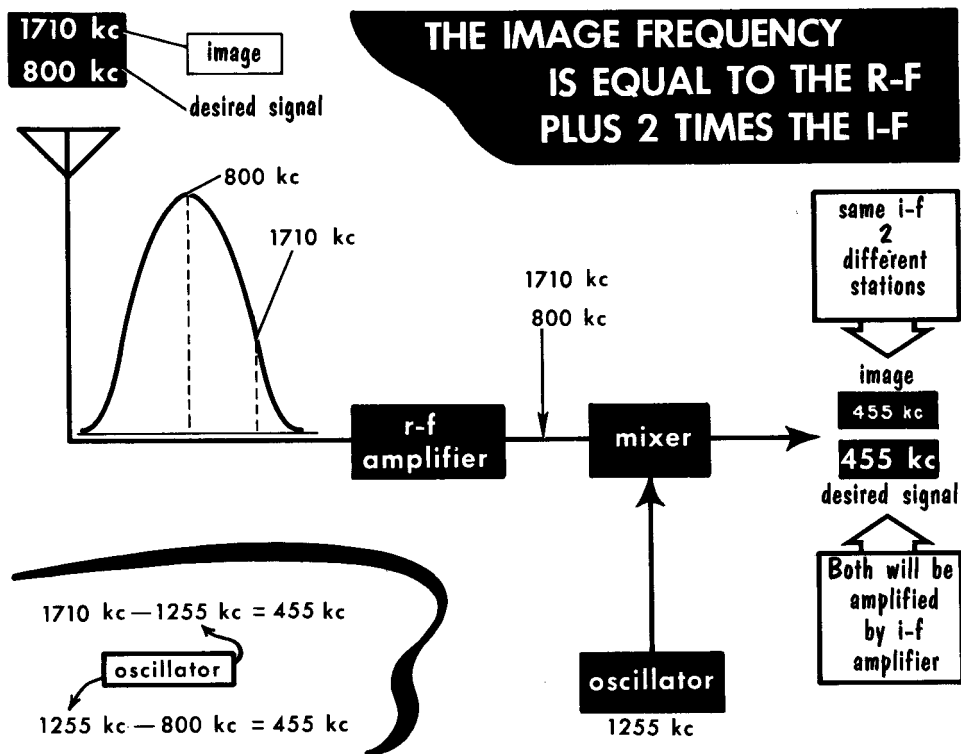 1710 kc
800 kc
image
desired signal
THE IMAGE FREQUENCY
IS EQUAL TO THE R-F
PLUS 2 TIMES THE I-F
800 kc
1710 kc
1710 kc
800 kc
same i-f
2
different
stations
image
455 kc
455 kc
desired signal
r-f
amplifier
mixer
Both will be
amplified
by i-f
amplifier
oscillator
1255 kc
1710 kc — 1255 kc = 455 kc
oscillator
1255 kc — 800 kc = 455 kc